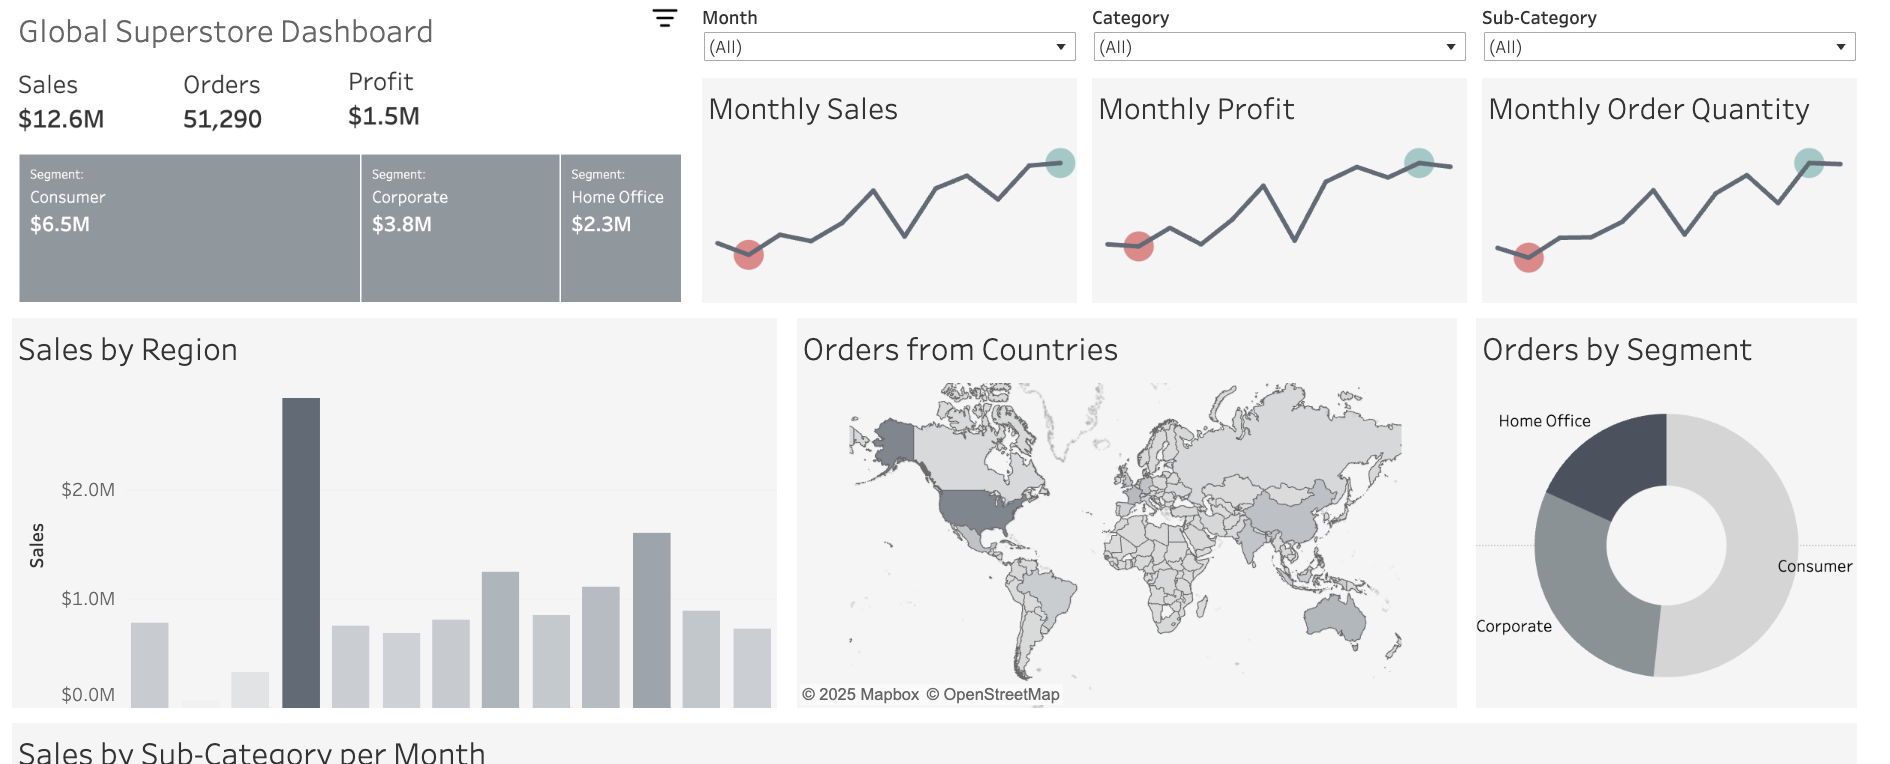 Global Superstore Dashboard
Sales
$12.6M
Orders
51,290
Profit
$1.5M
Segment:
Consumer
$6.5M
Segment:
Corporate
$3.8M
Segment:
Home Office
$2.3M
Month
(All)
Category
(All)
Sub-Category
(All)
Monthly Sales
Monthly Profit
Monthly Order Quantity
Sales by Region
Sales
$2.0M
$1.0M
$0.0M
Orders from Countries
© 2025 Mapbox © OpenStreetMap
Orders by Segment
Home Office
Consumer
Corporate
Sales by Sub-Category per Month